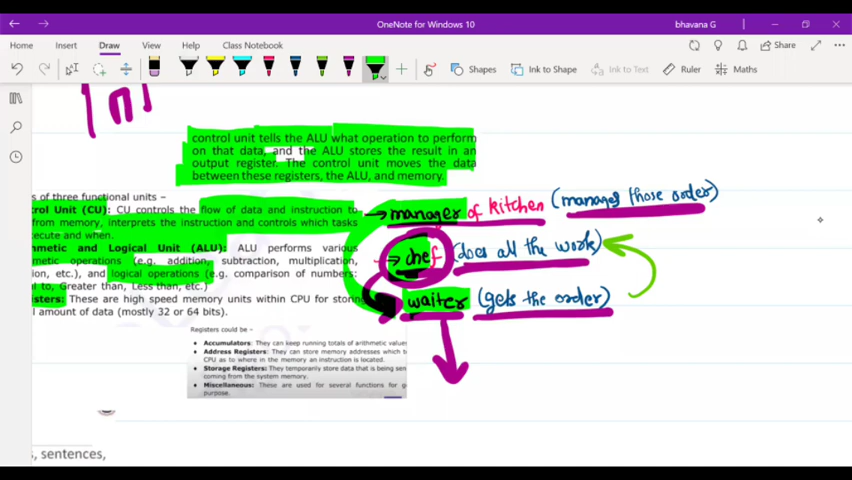 OneNote for Windows 10
bhavana G
Home Insert Draw View Help Class Notebook
Share
Shapes Ink to Shape Ink to Text Ruler Maths
control unit tells the ALU what operation to perform
on that data, and the ALU stores the result in an
output register. The control unit moves the data
between these registers, the ALU, and memory.
s of three functional units -
trol Unit (CU): CU controls the flow of data and instruction to
from memory, interprets the instruction and controls which tasks
ecute and when.
→ manager of kitchen (manages those order)
hmetic and Logical Unit (ALU): ALU performs various
metic operations (e.g. addition, subtraction, multiplication,
ion, etc.), and logical operations (e.g. comparison of numbers:
al to, Greater than, Less than, etc.)
→ chef (does all the work)
isters: These are high speed memory units within CPU for storin
l amount of data (mostly 32 or 64 bits).
waiter (gets the order)
Registers could be -
Accumulators: They can keep running totals of arithmetic values
Address Registers: They can store memory addresses which t
CPU as to where in the memory an instruction is located.
Storage Registers: They temporarily store data that is being sen
coming from the system memory.
Miscellaneous: These are used for several functions for g
purpose.
s, sentences,